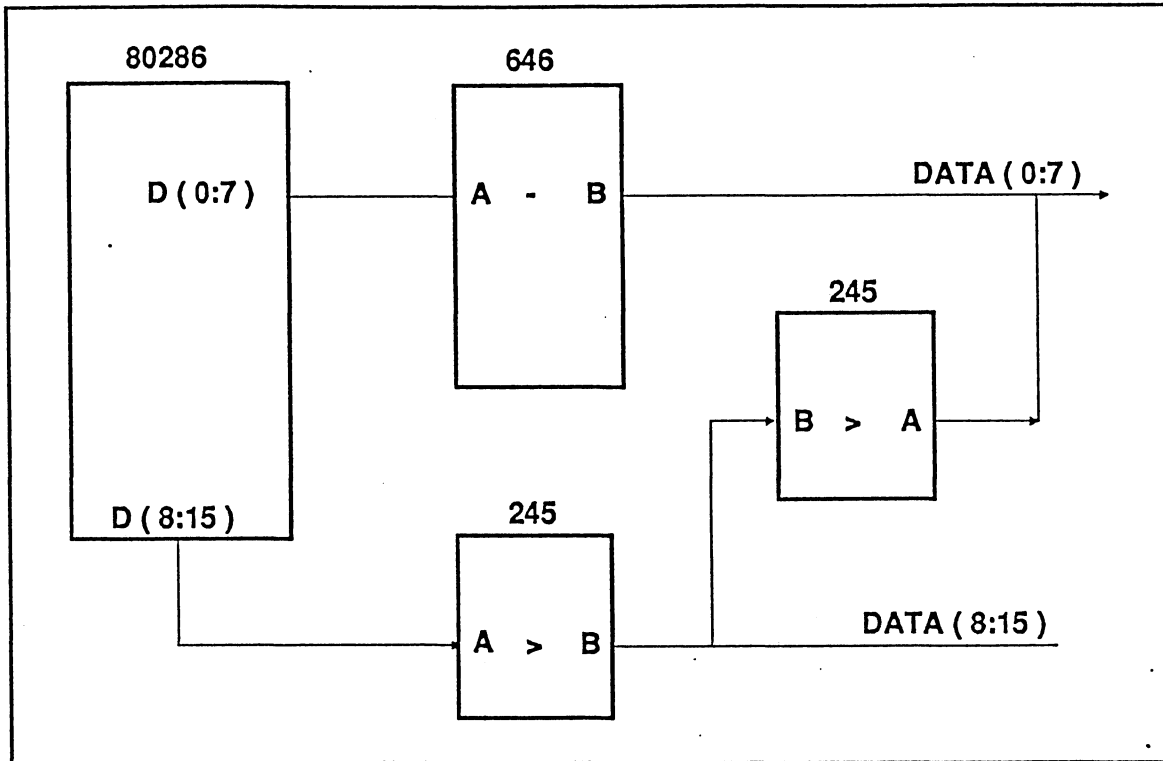 80286
646
D ( 0:7 )
A - B
DATA ( 0:7 )
245
B > A
D ( 8:15 )
245
A > B
DATA ( 8:15 )